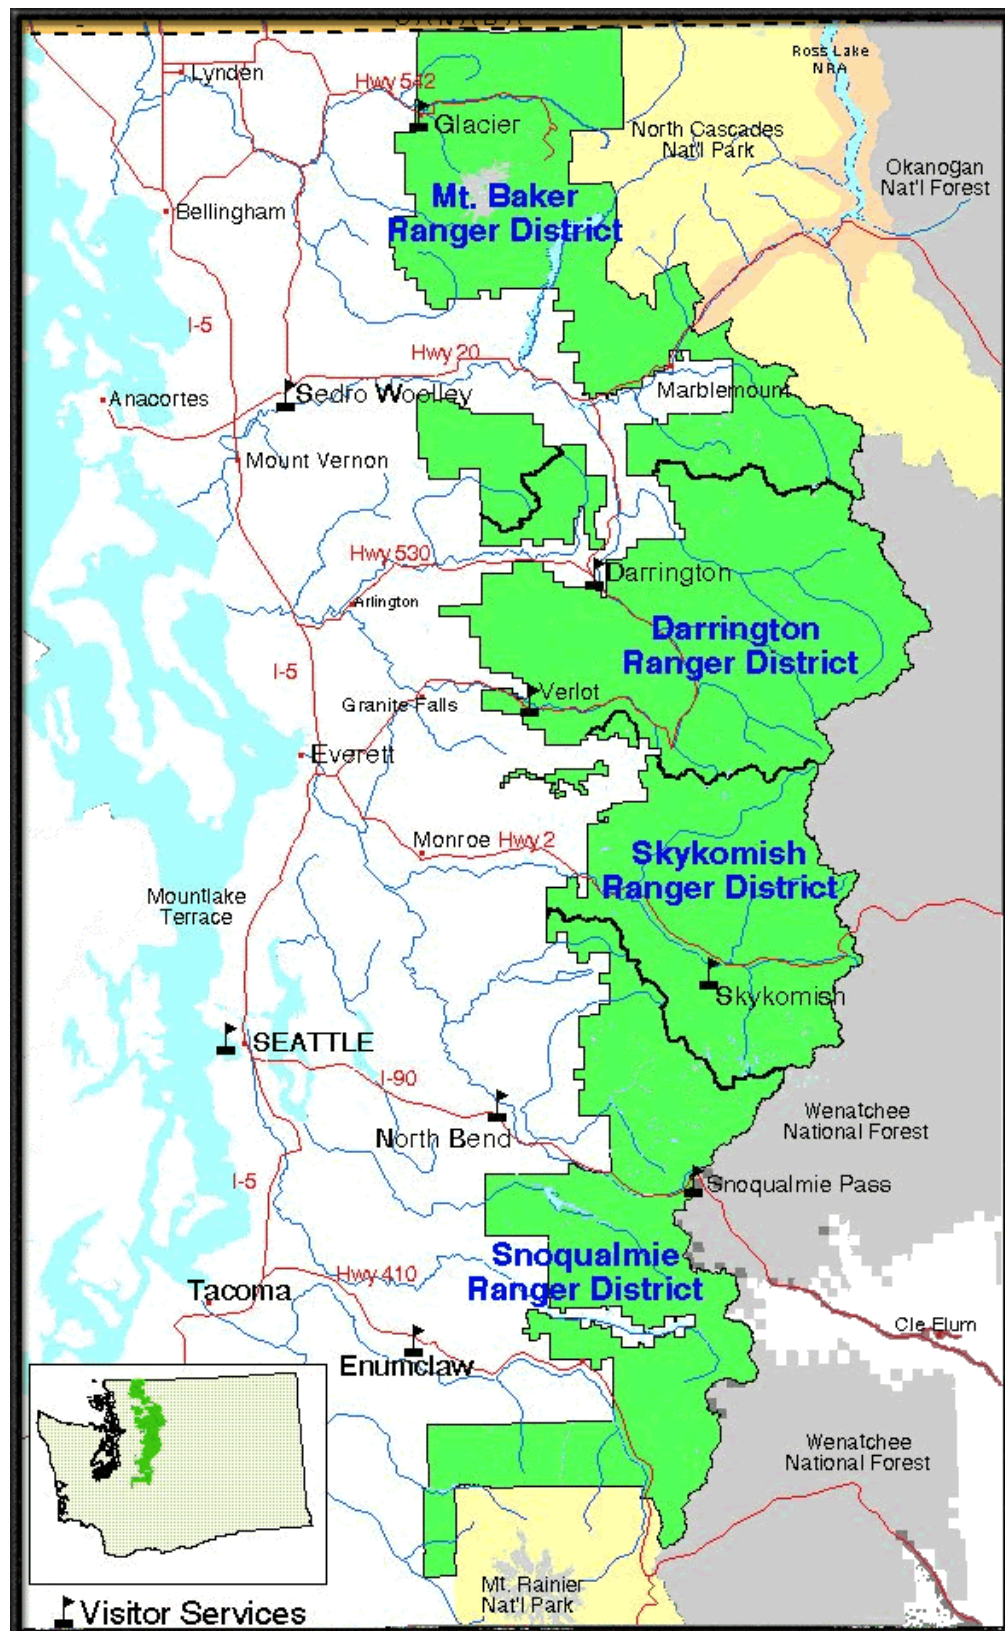 CANADA
Ross Lake
NRA
Lynden
Hwy 542
Glacier
North Cascades
Nat'l Park
Okanogan
Nat'l Forest
Mt. Baker
Ranger District
Bellingham
I-5
Hwy 20
Anacortes
Sedro Woolley
Marblemount
Mount Vernon
Hwy 530
Darrington
Arlington
Darrington
Ranger District
I-5
Verlot
Granite Falls
Everett
Monroe
Hwy 2
Skykomish
Ranger District
Mountlake
Terrace
Skykomish
SEATTLE
I-90
North Bend
Wenatchee
National Forest
I-5
Snoqualmie Pass
Snoqualmie
Ranger District
Hwy 410
Tacoma
Cle Elum
Enumclaw
Wenatchee
National Forest
Mt. Rainier
Nat'l Park
Visitor Services